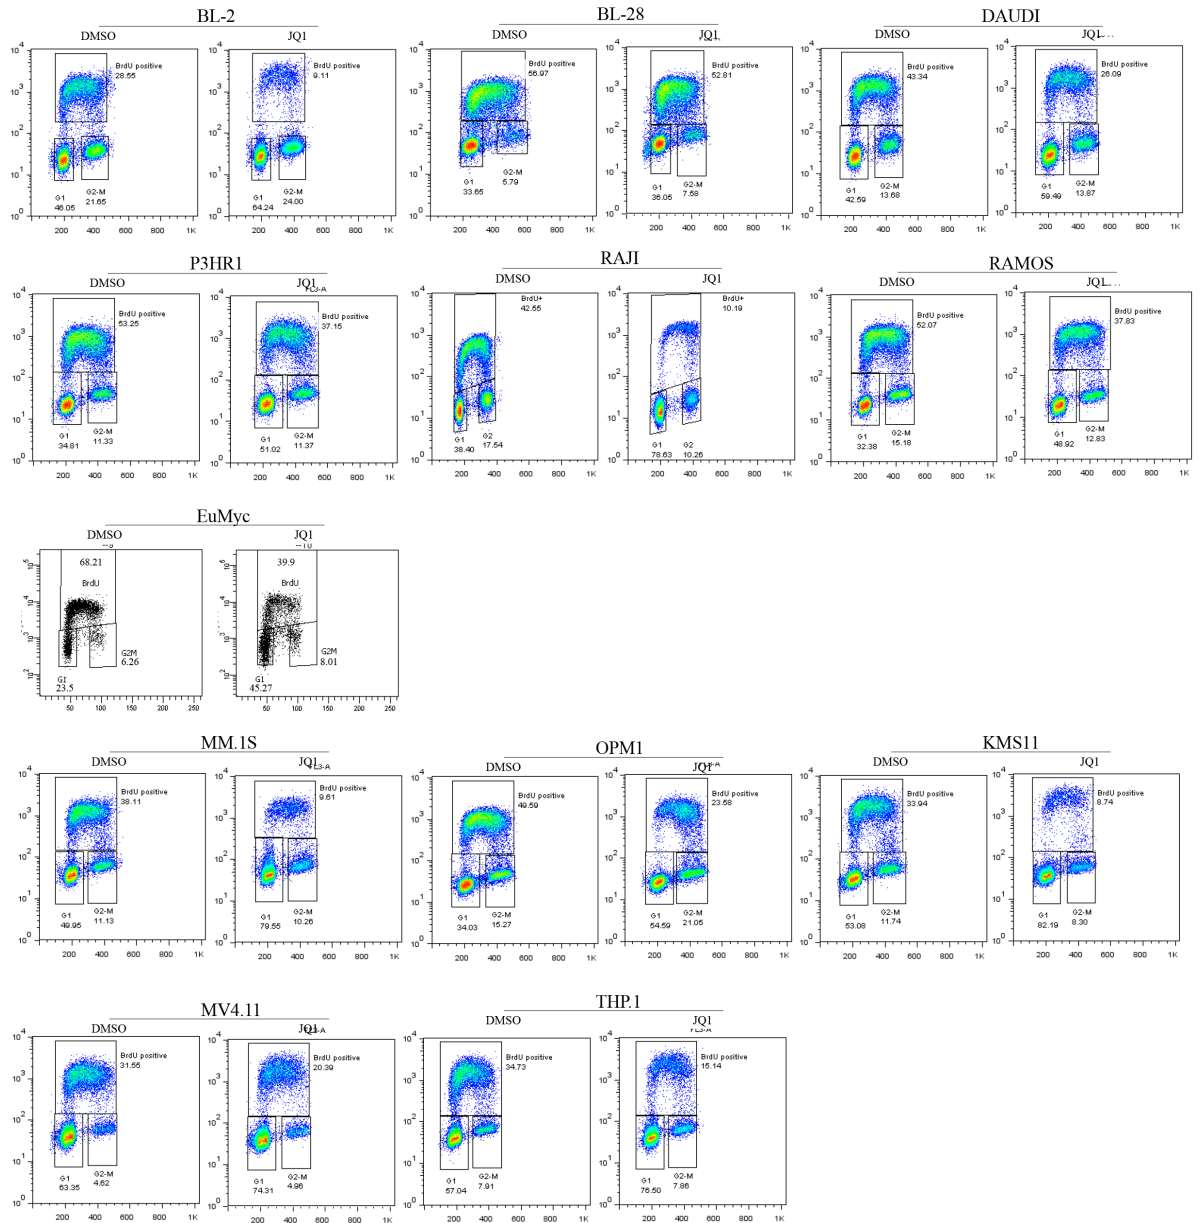 BL-2
BL-28
DAUDI
DMSO
JQ1
DMSO
JQ1
DMSO
JQ1
BrdU positive
28.55
G1
46.05
G2-M
21.65
BrdU positive
9.11
G1
64.24
G2-M
24.00
BrdU positive
56.97
G1
33.65
G2-M
5.79
BrdU positive
52.81
G1
36.05
G2-M
7.58
BrdU positive
43.34
G1
42.59
G2-M
13.68
BrdU positive
26.09
G1
59.49
G2-M
13.87
P3HR1
RAJI
RAMOS
DMSO
JQ1
DMSO
JQ1
DMSO
JQ1
BrdU positive
53.25
G1
34.81
G2-M
11.33
BrdU positive
37.15
G1
51.02
G2-M
11.37
BrdU+
42.55
G1
38.40
G2
17.54
BrdU+
10.19
G1
78.63
G2
10.26
BrdU positive
52.07
G1
32.38
G2-M
15.18
BrdU positive
37.83
G1
48.92
G2-M
12.83
EuMyc
DMSO
JQ1
68.21
BrdU
G1
23.5
G2M
6.26
39.9
BrdU
G1
45.27
G2M
8.01
MM.1S
OPM1
KMS11
DMSO
JQ1
DMSO
JQ1
DMSO
JQ1
BrdU positive
38.11
G1
49.95
G2-M
11.13
BrdU positive
9.61
G1
79.55
G2-M
10.26
BrdU positive
49.59
G1
34.03
G2-M
15.27
BrdU positive
23.58
G1
54.59
G2-M
21.05
BrdU positive
33.94
G1
53.08
G2-M
11.74
BrdU positive
8.74
G1
82.19
G2-M
8.30
MV4.11
THP.1
DMSO
JQ1
DMSO
JQ1
BrdU positive
31.55
G1
63.35
G2-M
4.62
BrdU positive
20.39
G1
74.31
G2-M
4.96
BrdU positive
34.73
G1
57.04
G2-M
7.91
BrdU positive
15.14
G1
76.50
G2-M
7.86
200 400 600 800 1K